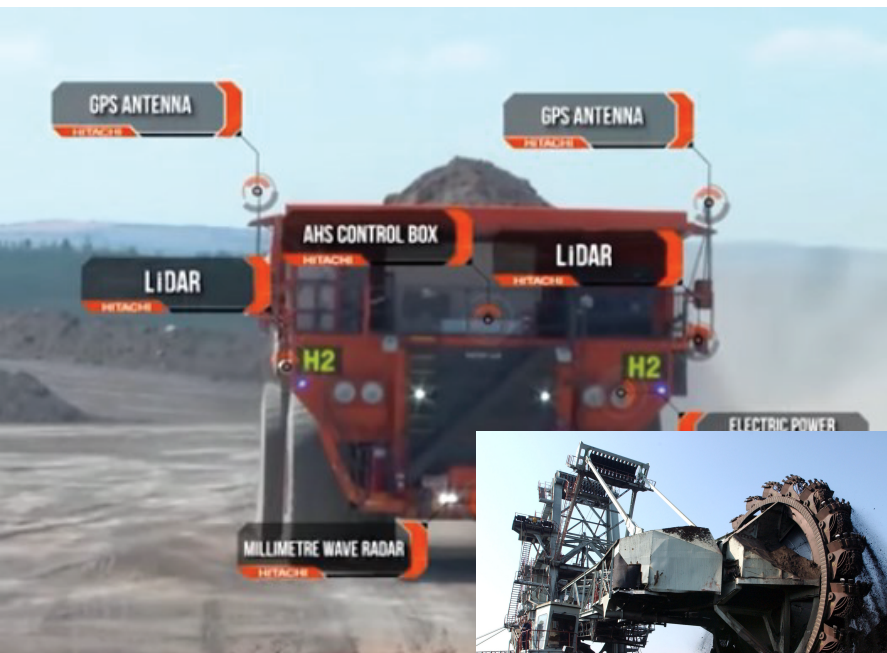 GPS ANTENNA
HITACHI
GPS ANTENNA
HITACHI
AHS CONTROL BOX
HITACHI
LiDAR
HITACHI
LiDAR
HITACHI
H2
H2
ELECTRIC POWER
MILLIMETRE WAVE RADAR
HITACHI